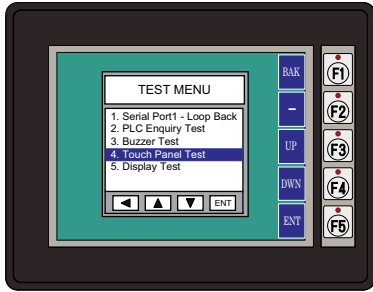 TEST MENU
1. Serial Port1 - Loop Back
2. PLC Enquiry Test
3. Buzzer Test
4. Touch Panel Test
5. Display Test
ENT
BAK
–
UP
DWN
ENT
F1
F2
F3
F4
F5